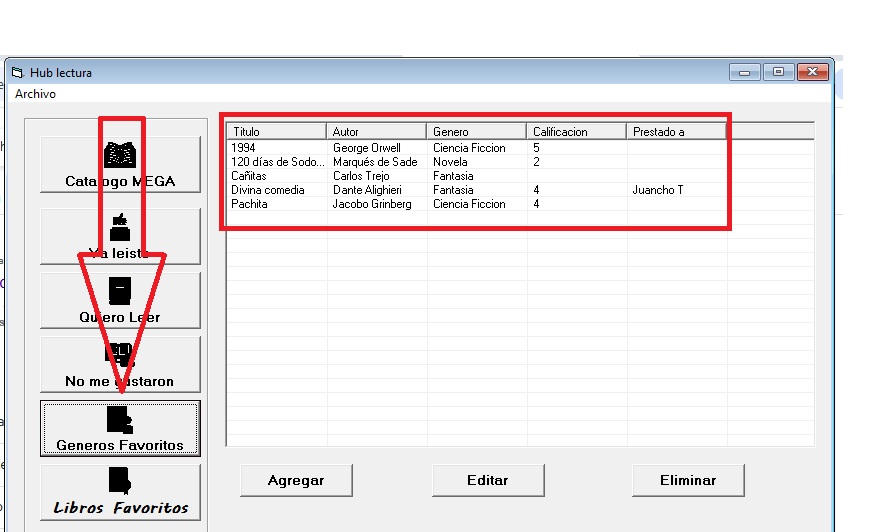 Hub lectura
Archivo
Catalogo MEGA
Ya leiste
Quiero Leer
No me gustaron
Generos Favoritos
Libros Favoritos
Titulo Autor Genero Calificacion Prestado a
1994 George Orwell Ciencia Ficcion 5
120 días de Sodo... Marqués de Sade Novela 2
Cañitas Carlos Trejo Fantasia
Divina comedia Dante Alighieri Fantasia 4 Juancho T
Pachita Jacobo Grinberg Ciencia Ficcion 4
Agregar Editar Eliminar